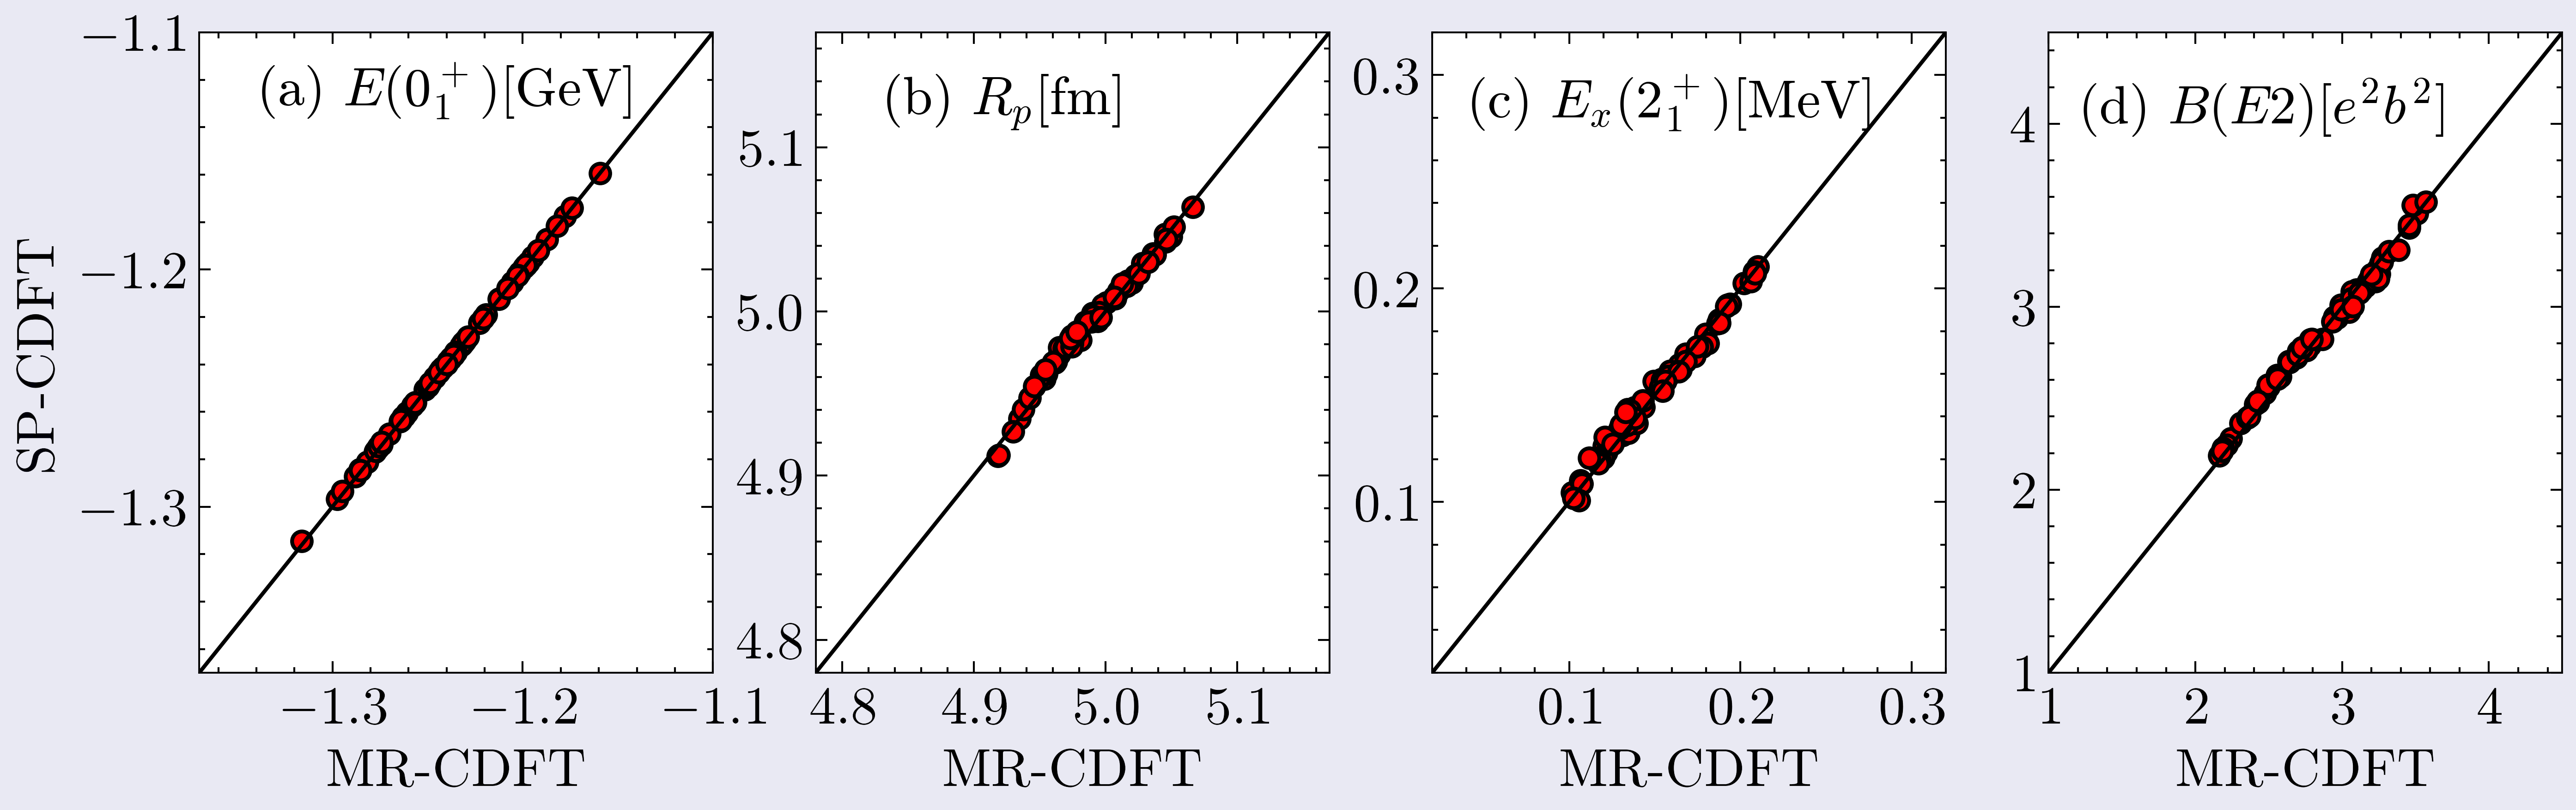 SP-CDFT
(a) E(0₁⁺)[GeV]
−1.1
−1.2
−1.3
−1.3 −1.2 −1.1
MR-CDFT
(b) Rₚ[fm]
5.1
5.0
4.9
4.8
4.8 4.9 5.0 5.1
MR-CDFT
(c) Eₓ(2₁⁺)[MeV]
0.3
0.2
0.1
0.1 0.2 0.3
MR-CDFT
(d) B(E2)[e²b²]
4
3
2
1
1 2 3 4
MR-CDFT